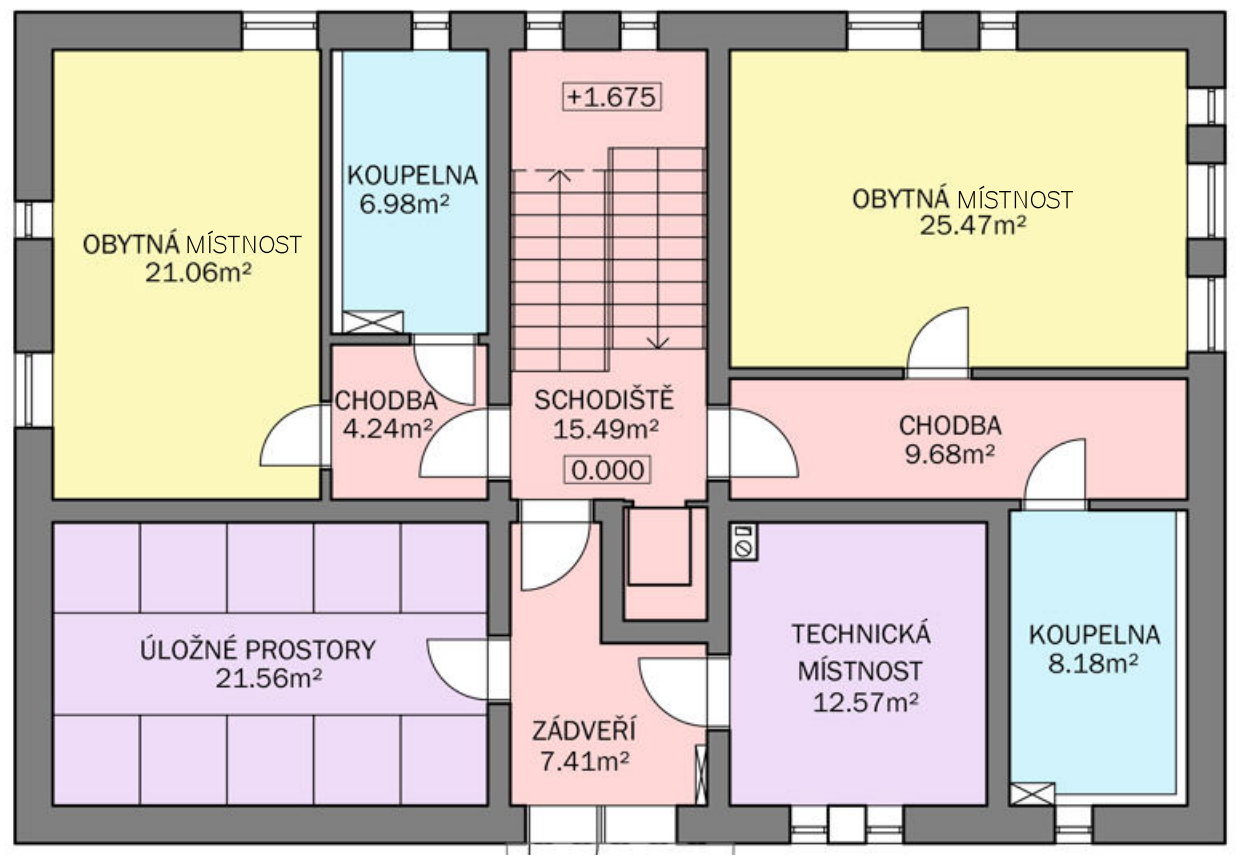 +1.675
KOUPELNA
6.98m²
OBYTNÁ MÍSTNOST
25.47m²
OBYTNÁ MÍSTNOST
21.06m²
CHODBA
4.24m²
SCHODIŠTĚ
15.49m²
0.000
CHODBA
9.68m²
ÚLOŽNÉ PROSTORY
21.56m²
TECHNICKÁ
MÍSTNOST
12.57m²
KOUPELNA
8.18m²
ZÁDVEŘÍ
7.41m²